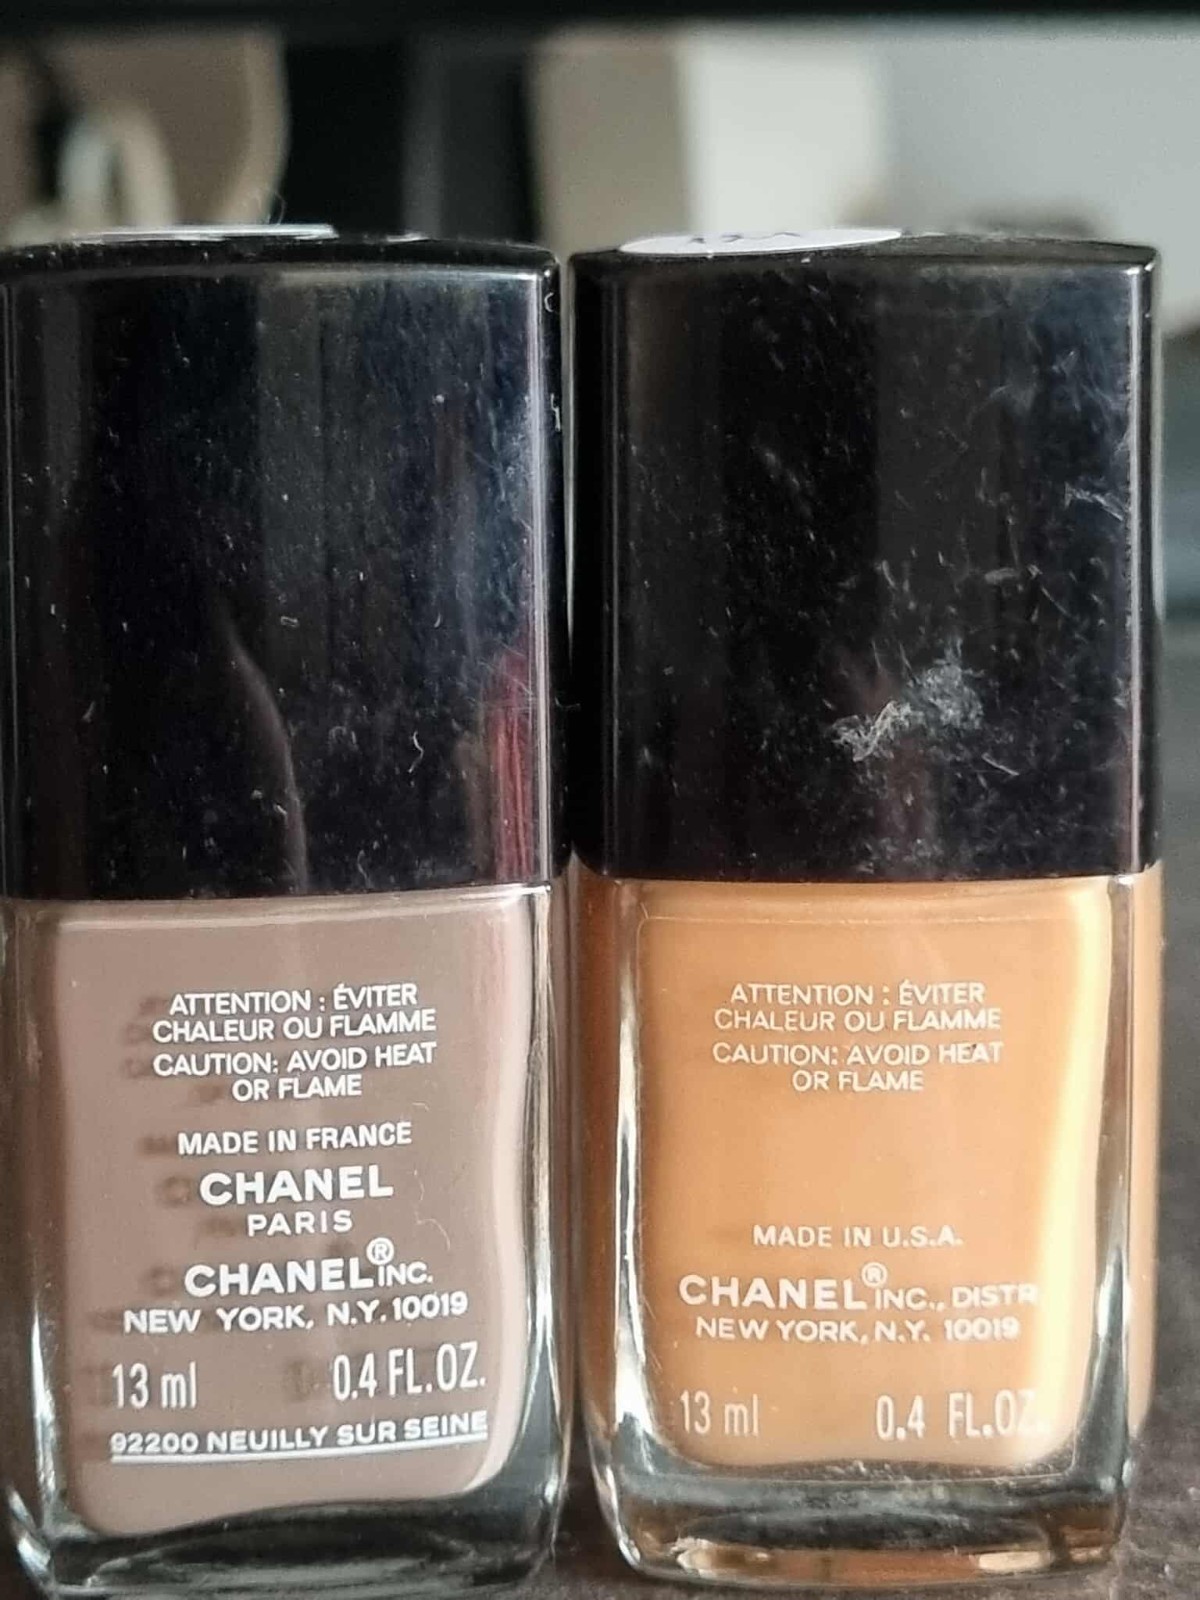 ATTENTION : ÉVITER
CHALEUR OU FLAMME
CAUTION: AVOID HEAT
OR FLAME
MADE IN FRANCE
CHANEL
PARIS
CHANEL® INC.
NEW YORK, N.Y. 10019
13 ml 0.4 FL.OZ.
92200 NEUILLY SUR SEINE
ATTENTION : ÉVITER
CHALEUR OU FLAMME
CAUTION: AVOID HEAT
OR FLAME
MADE IN U.S.A.
CHANEL® INC., DISTR
NEW YORK, N.Y. 10019
13 ml 0.4 FL.OZ.